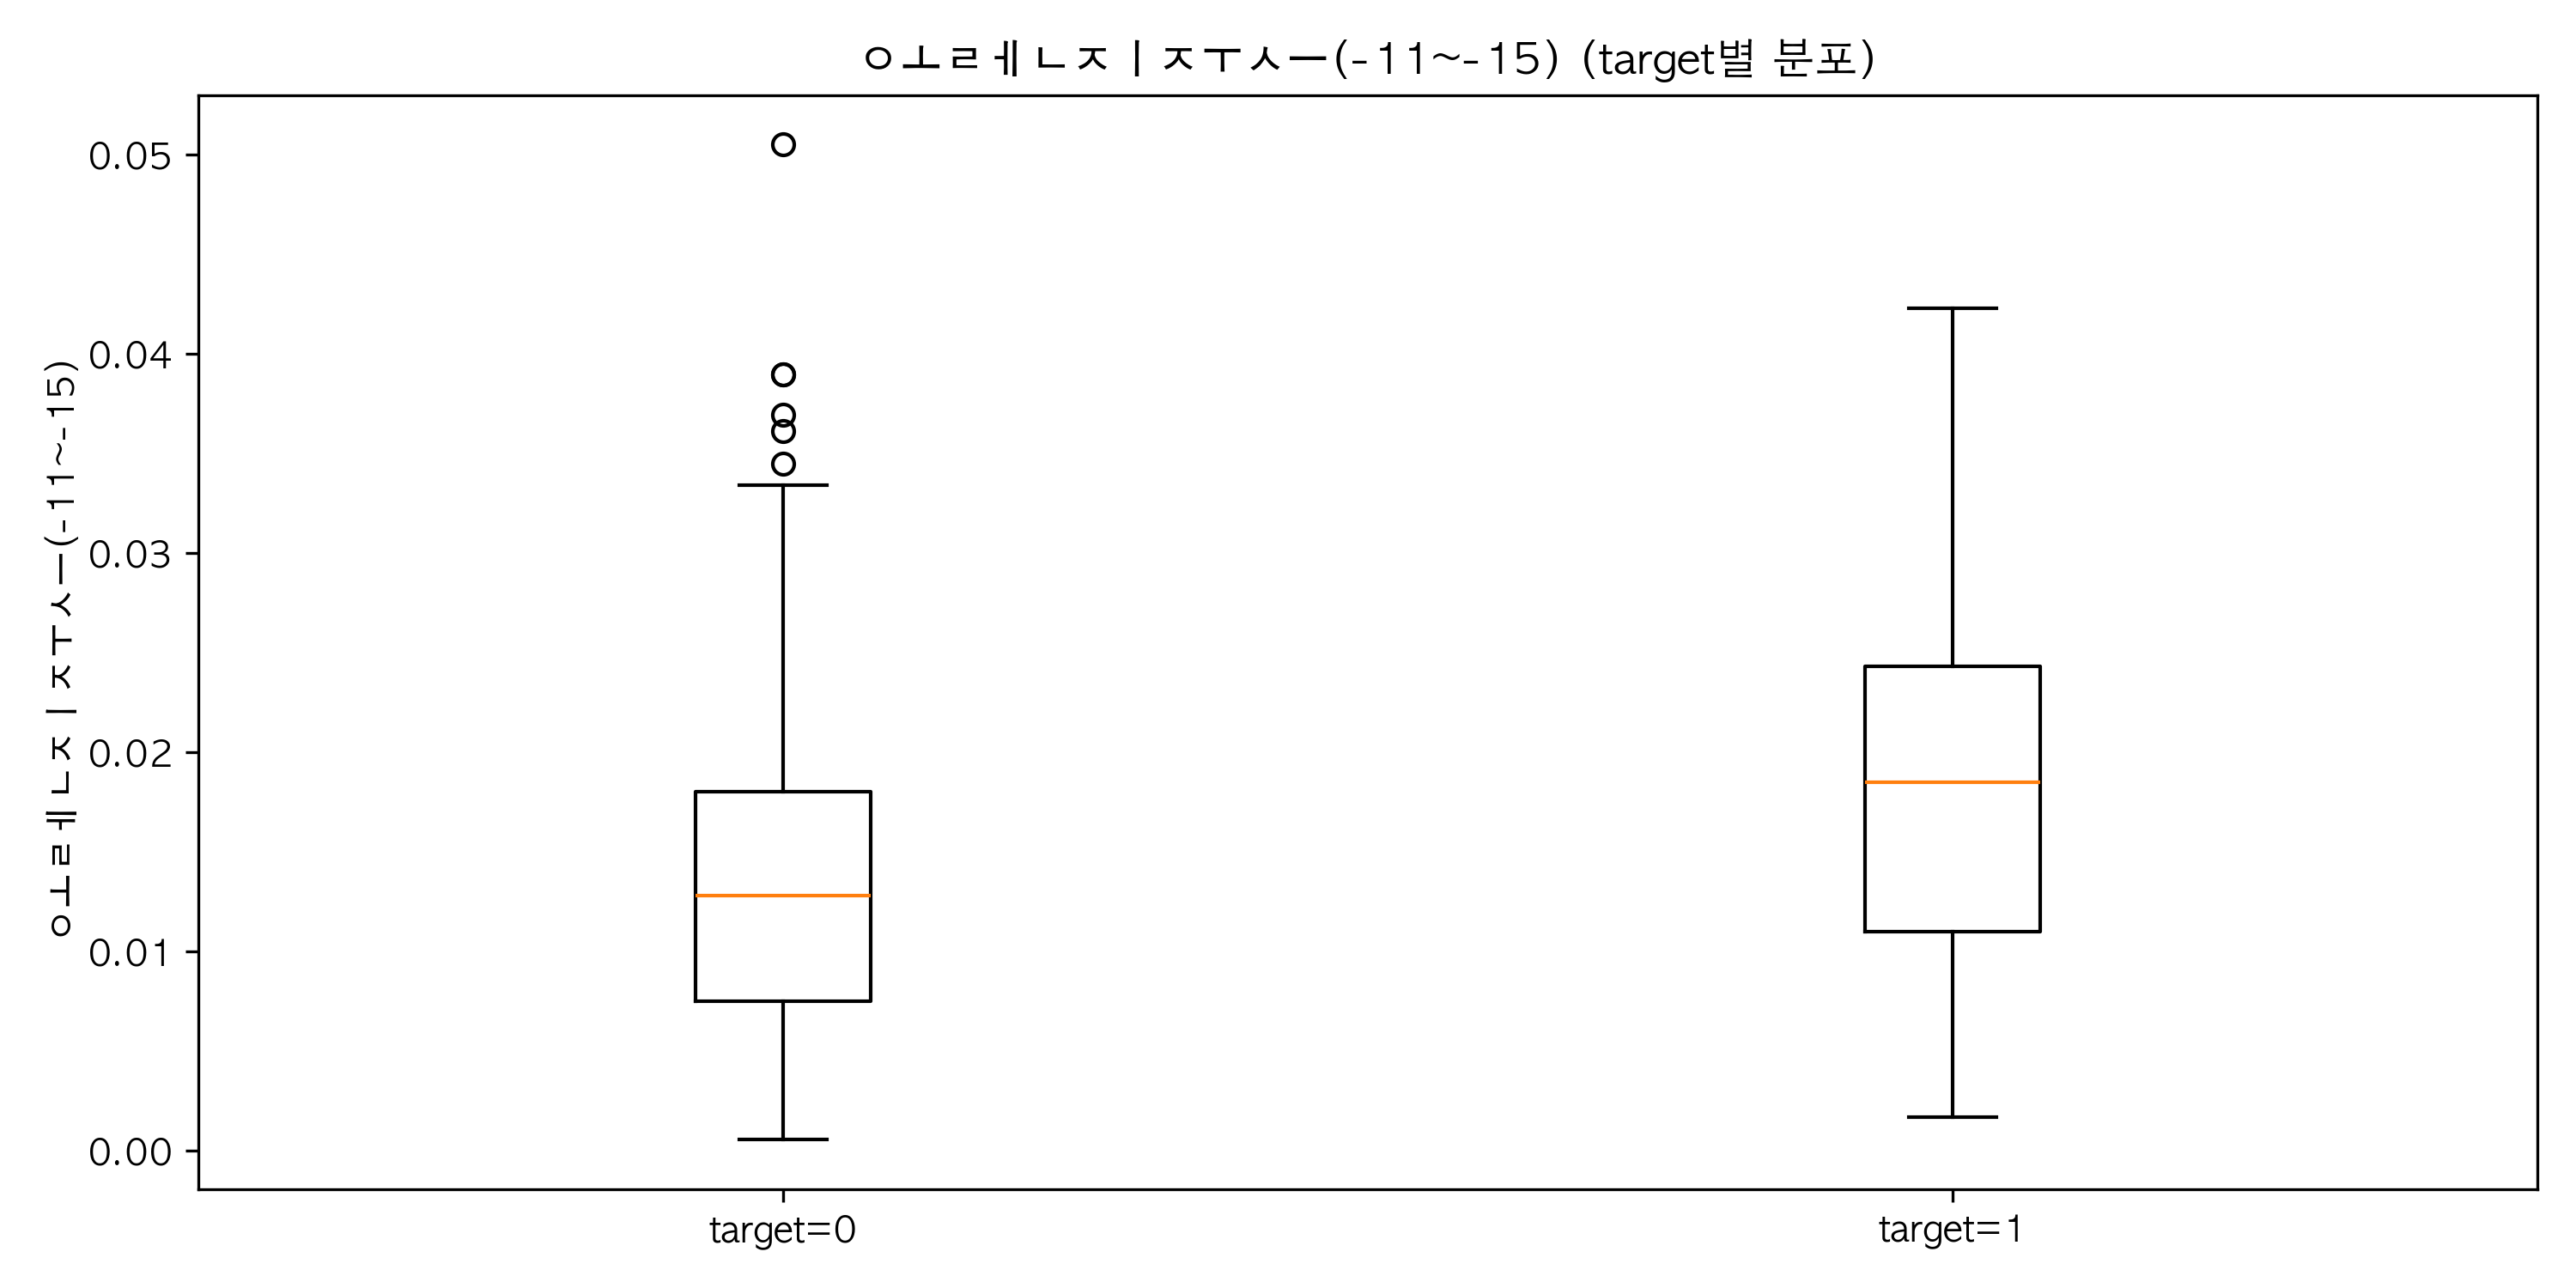 ㅇㅗㄹㅔㄴㅈㅣㅈㅜㅅㅡ(-11~-15) (target별 분포)
ㅇㅗㄹㅔㄴㅈㅣㅈㅜㅅㅡ(-11~-15)
0.05
0.04
0.03
0.02
0.01
0.00
target=0
target=1